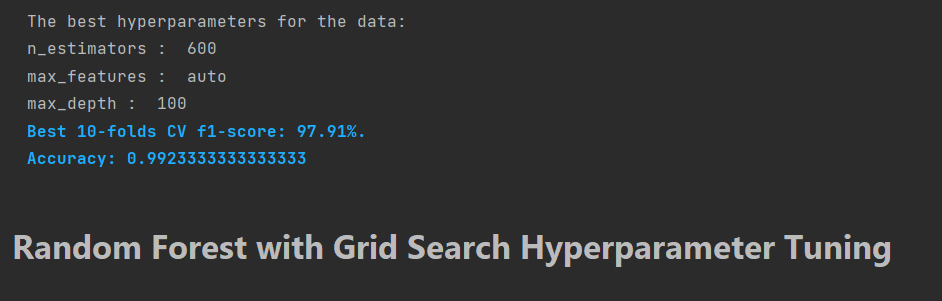 The best hyperparameters for the data:
n_estimators :  600
max_features :  auto
max_depth :  100
Best 10-folds CV f1-score: 97.91%.
Accuracy: 0.9923333333333333
Random Forest with Grid Search Hyperparameter Tuning